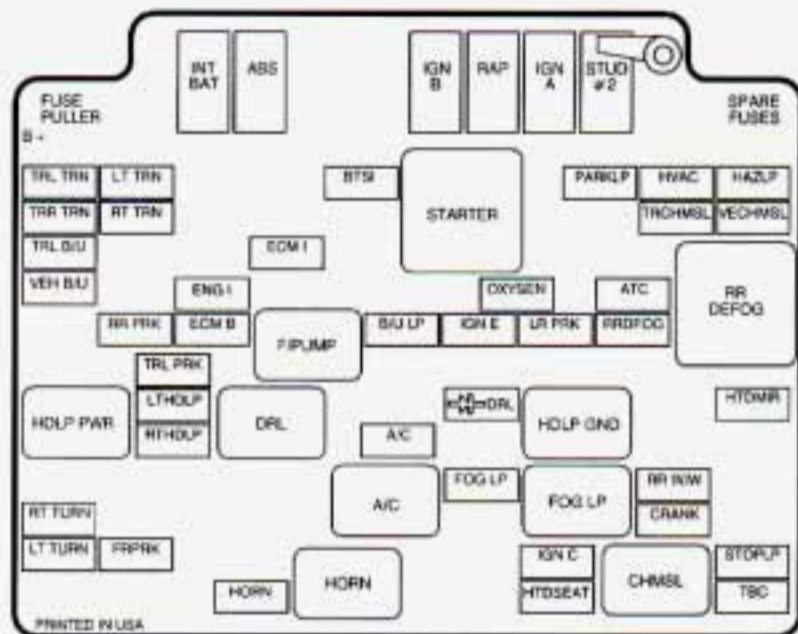 INT BAT
ABS
IGN B
RAP
IGN A
STUD #2
FUSE PULLER
B+
SPARE FUSES
TRL TRN
LT TRN
BTSI
STARTER
PARKLP
HVAC
HAZLP
TRR TRN
RT TRN
TRCHMSL
VECHMSL
TRL B/U
ECM I
VEH B/U
ENG I
OXYSEN
ATC
RR DEFOG
RR PRK
ECM B
F/PUMP
B/U LP
IGN E
LR PRK
RRDFOG
TRL PRK
HDLP PWR
LTHDLP
DRL
DRL
HDLP GND
HTDMIR
RTHDLP
A/C
A/C
FOG LP
FOG LP
RR W/W
CRANK
RT TURN
LT TURN
FRPRK
HORN
HORN
IGN C
CHMSL
STOPLP
HTDSEAT
TBC
PRINTED IN USA